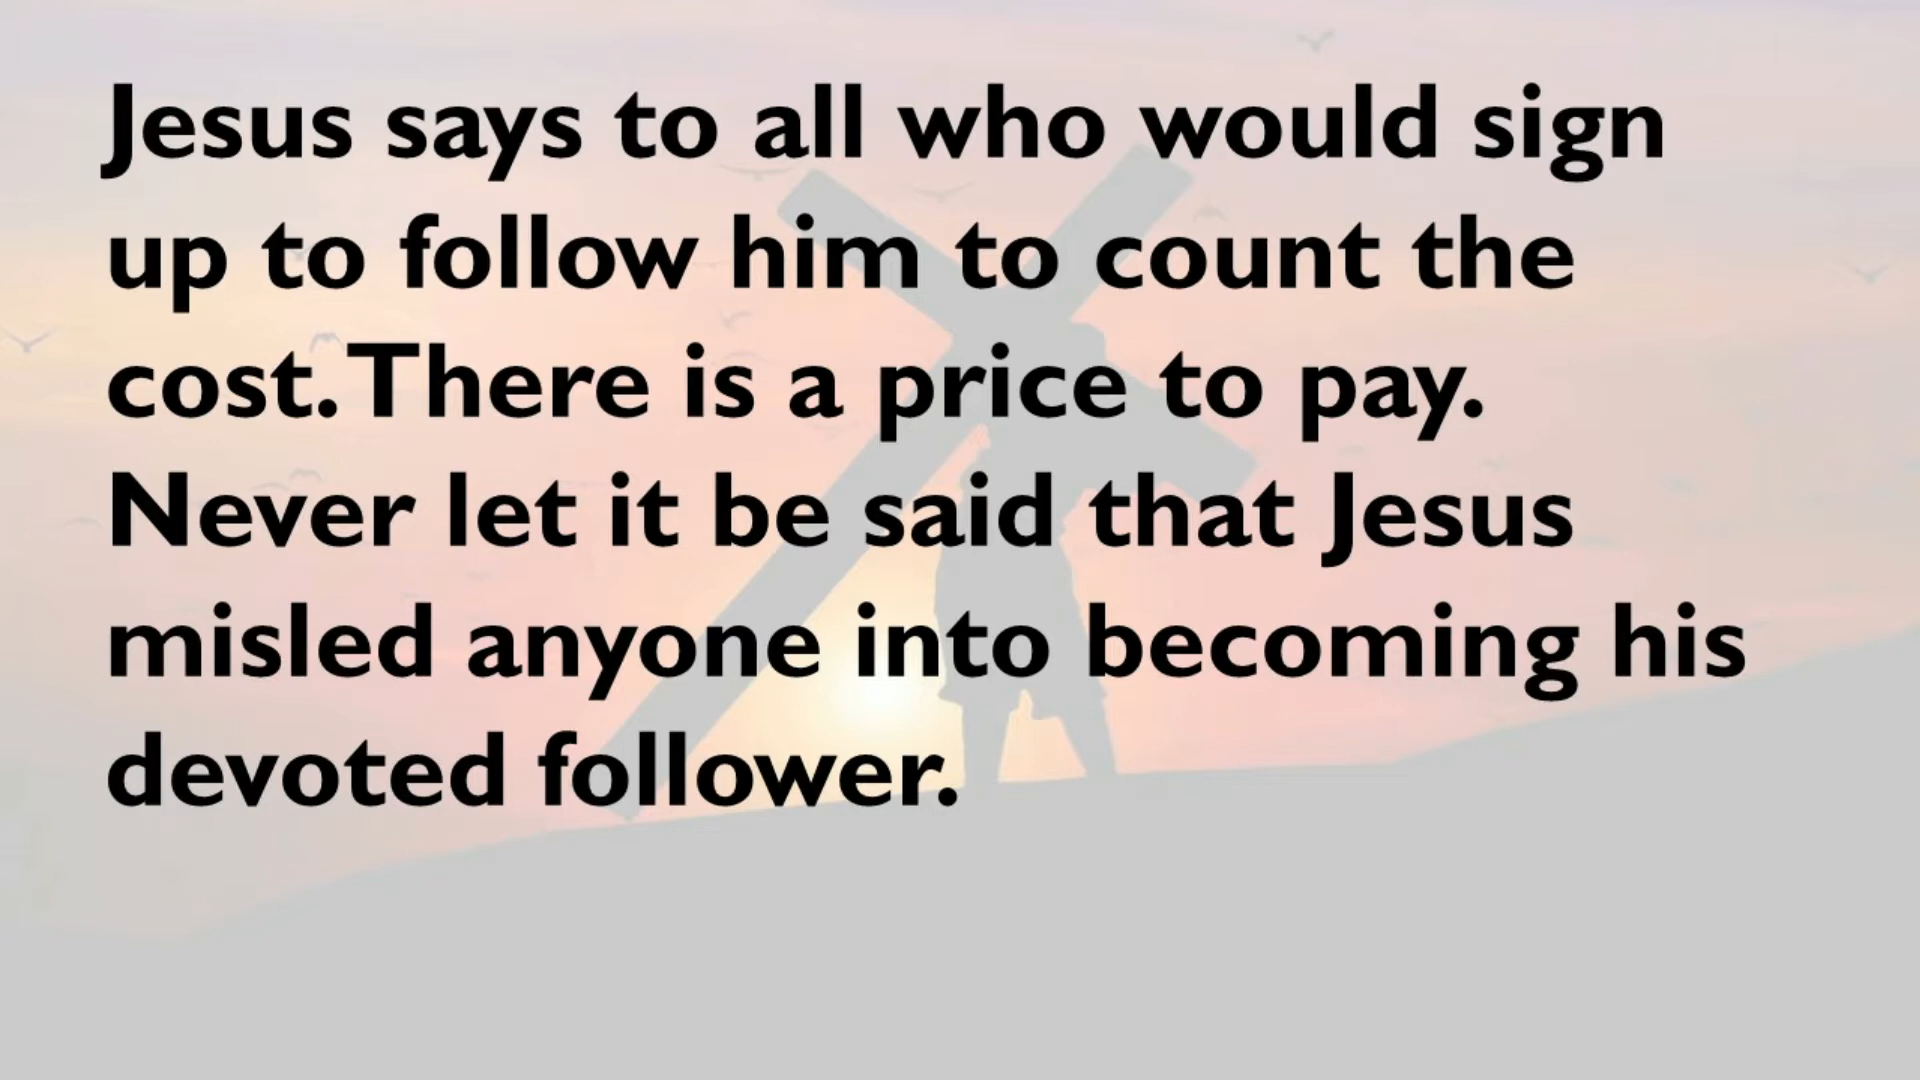 Jesus says to all who would sign
up to follow him to count the
cost. There is a price to pay.
Never let it be said that Jesus
misled anyone into becoming his
devoted follower.